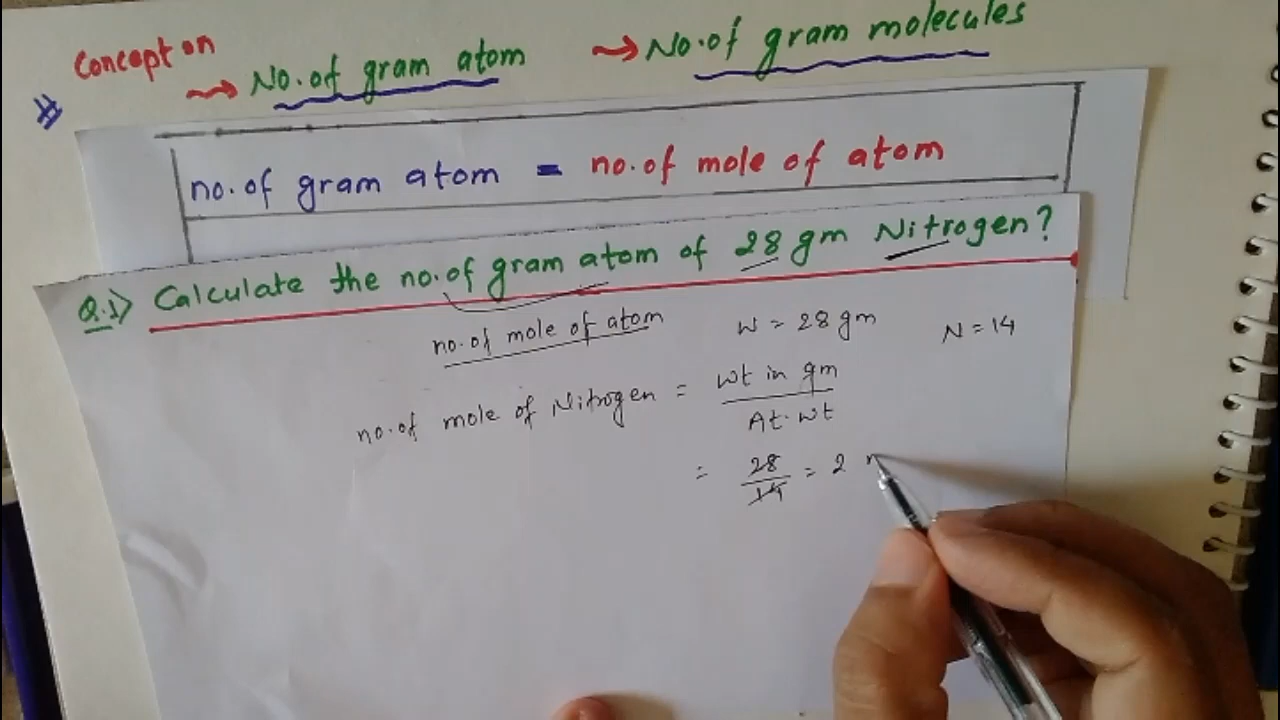 Concept on
→ No. of gram atom → No. of gram molecules
no. of gram atom = no. of mole of atom
Q.1) Calculate the no. of gram atom of 28 gm Nitrogen?
no. of mole of atom W = 28 gm N = 14
no. of mole of Nitrogen = Wt in gm / At. wt
= 28 / 14 = 2